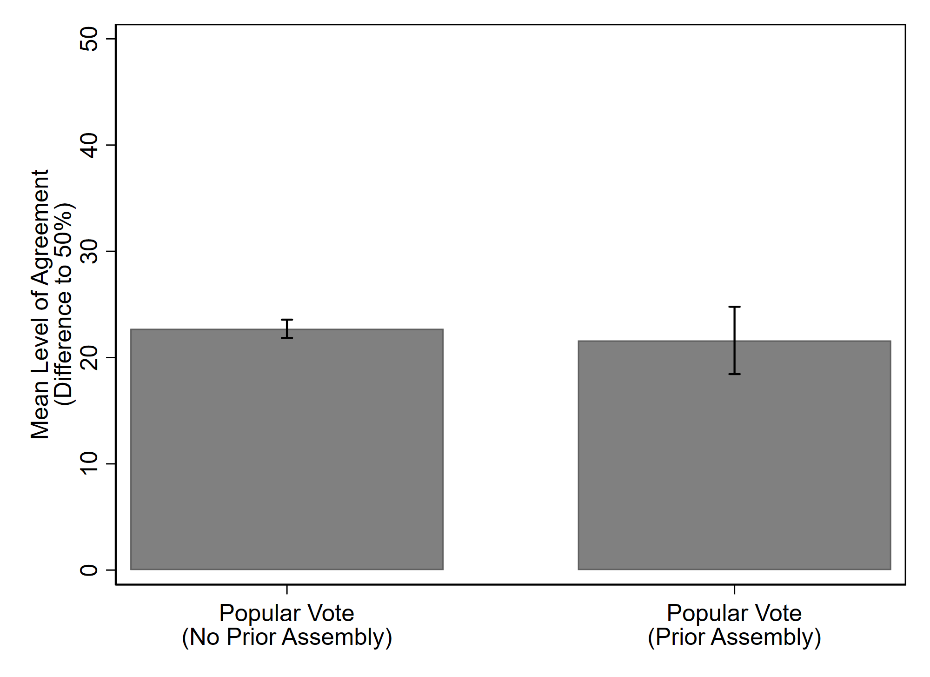 Mean Level of Agreement
(Difference to 50%)
50
40
30
20
10
0
Popular Vote
(No Prior Assembly)
Popular Vote
(Prior Assembly)